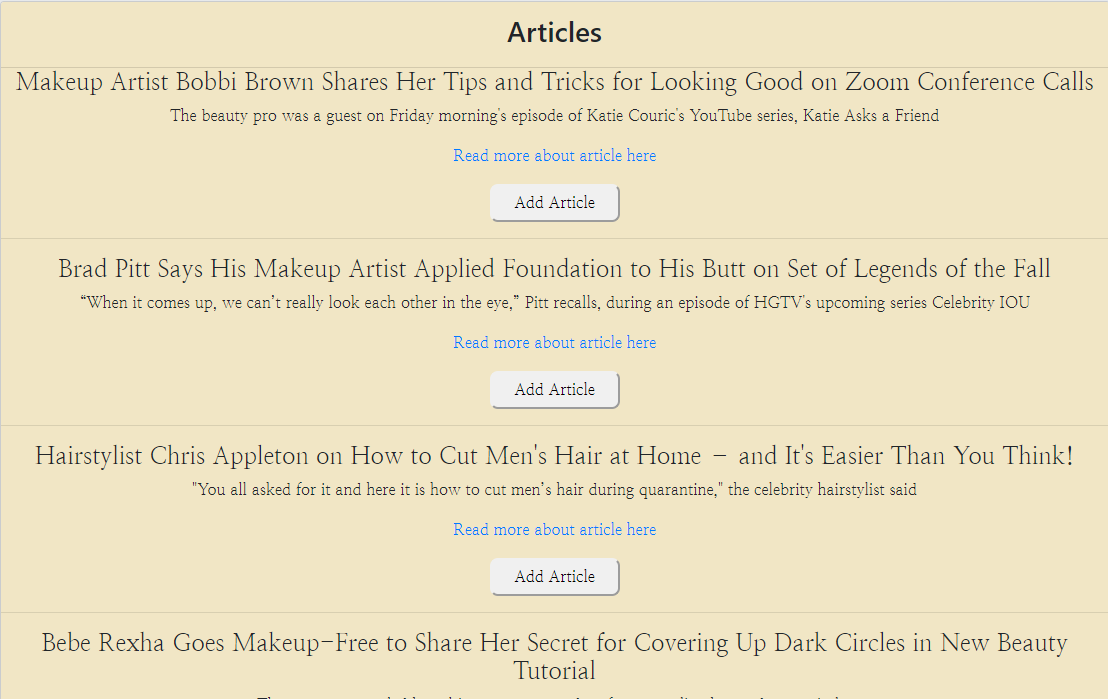 Articles
Makeup Artist Bobbi Brown Shares Her Tips and Tricks for Looking Good on Zoom Conference Calls
The beauty pro was a guest on Friday morning's episode of Katie Couric's YouTube series, Katie Asks a Friend
Read more about article here
Add Article
Brad Pitt Says His Makeup Artist Applied Foundation to His Butt on Set of Legends of the Fall
“When it comes up, we can’t really look each other in the eye,” Pitt recalls, during an episode of HGTV's upcoming series Celebrity IOU
Read more about article here
Add Article
Hairstylist Chris Appleton on How to Cut Men's Hair at Home – and It's Easier Than You Think!
"You all asked for it and here it is how to cut men’s hair during quarantine," the celebrity hairstylist said
Read more about article here
Add Article
Bebe Rexha Goes Makeup-Free to Share Her Secret for Covering Up Dark Circles in New Beauty
Tutorial